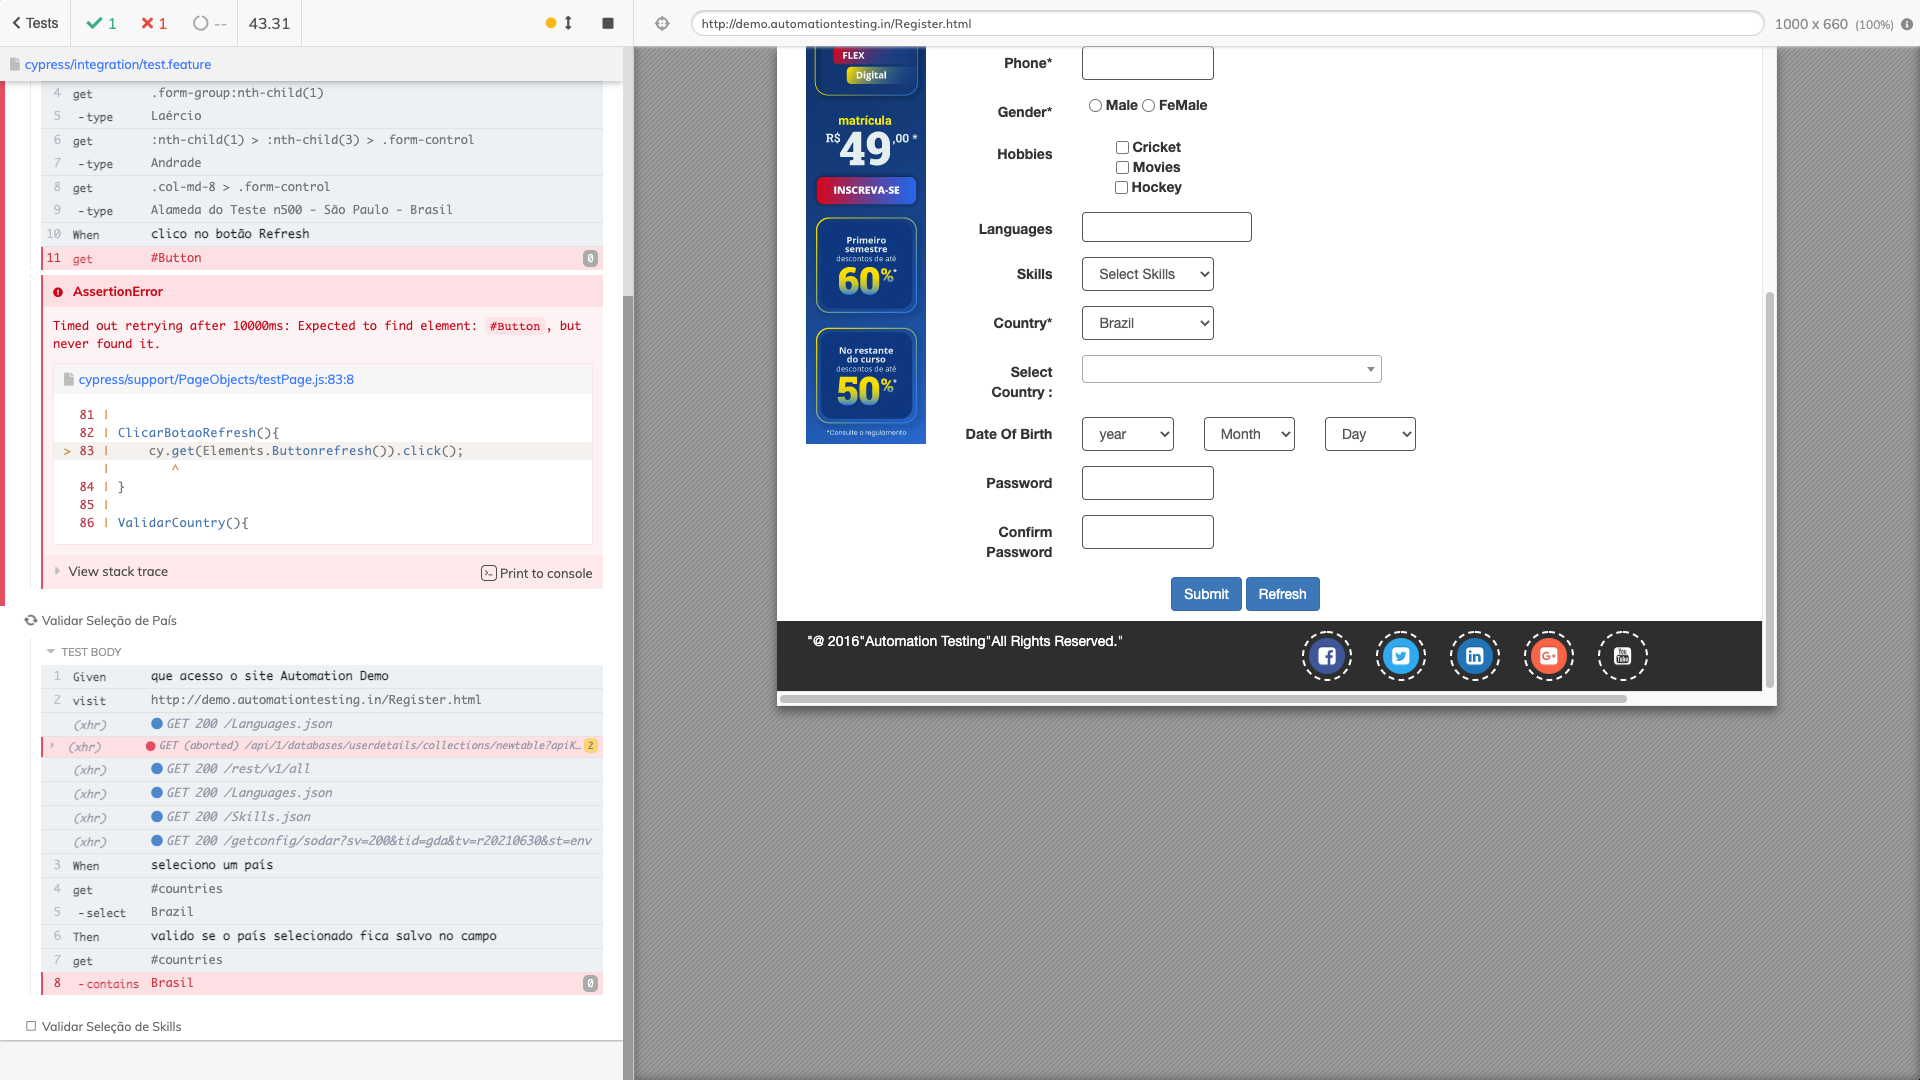 Tests
1
1
--
43.31
http://demo.automationtesting.in/Register.html
1000 x 660 (100%)
cypress/integration/test.feature
4 get .form-group:nth-child(1)
5 -type Laércio
6 get :nth-child(1) > :nth-child(3) > .form-control
7 -type Andrade
8 get .col-md-8 > .form-control
9 -type Alameda do Teste n500 - São Paulo - Brasil
10 When clico no botão Refresh
11 get #Button 0
AssertionError
Timed out retrying after 10000ms: Expected to find element: #Button, but
never found it.
cypress/support/PageObjects/testPage.js:83:8
81 |
82 | ClicarBotaoRefresh(){
> 83 | cy.get(Elements.Buttonrefresh()).click();
| ^
84 | }
85 |
86 | ValidarCountry(){
View stack trace
Print to console
Validar Seleção de País
TEST BODY
1 Given que acesso o site Automation Demo
2 visit http://demo.automationtesting.in/Register.html
(xhr) GET 200 /Languages.json
(xhr) GET (aborted) /api/1/databases/userdetails/collections/newtable?apiK... 2
(xhr) GET 200 /rest/v1/all
(xhr) GET 200 /Languages.json
(xhr) GET 200 /Skills.json
(xhr) GET 200 /getconfig/sodar?sv=200&tid=gda&tv=r20210630&st=env
3 When seleciono um país
4 get #countries
5 -select Brazil
6 Then valido se o país selecionado fica salvo no campo
7 get #countries
8 -contains Brasil 0
Validar Seleção de Skills
FLEX
Digital
matrícula
R$ 49,00 *
INSCREVA-SE
Primeiro
semestre
descontos de até
60%*
No restante
do curso
descontos de até
50%*
*Consulte o regulamento
Phone*
Gender*
Male FeMale
Hobbies
Cricket
Movies
Hockey
Languages
Skills
Select Skills
Country*
Brazil
Select
Country :
Date Of Birth
year
Month
Day
Password
Confirm
Password
Submit
Refresh
"@ 2016"Automation Testing"All Rights Reserved."
in
G+
You
Tube